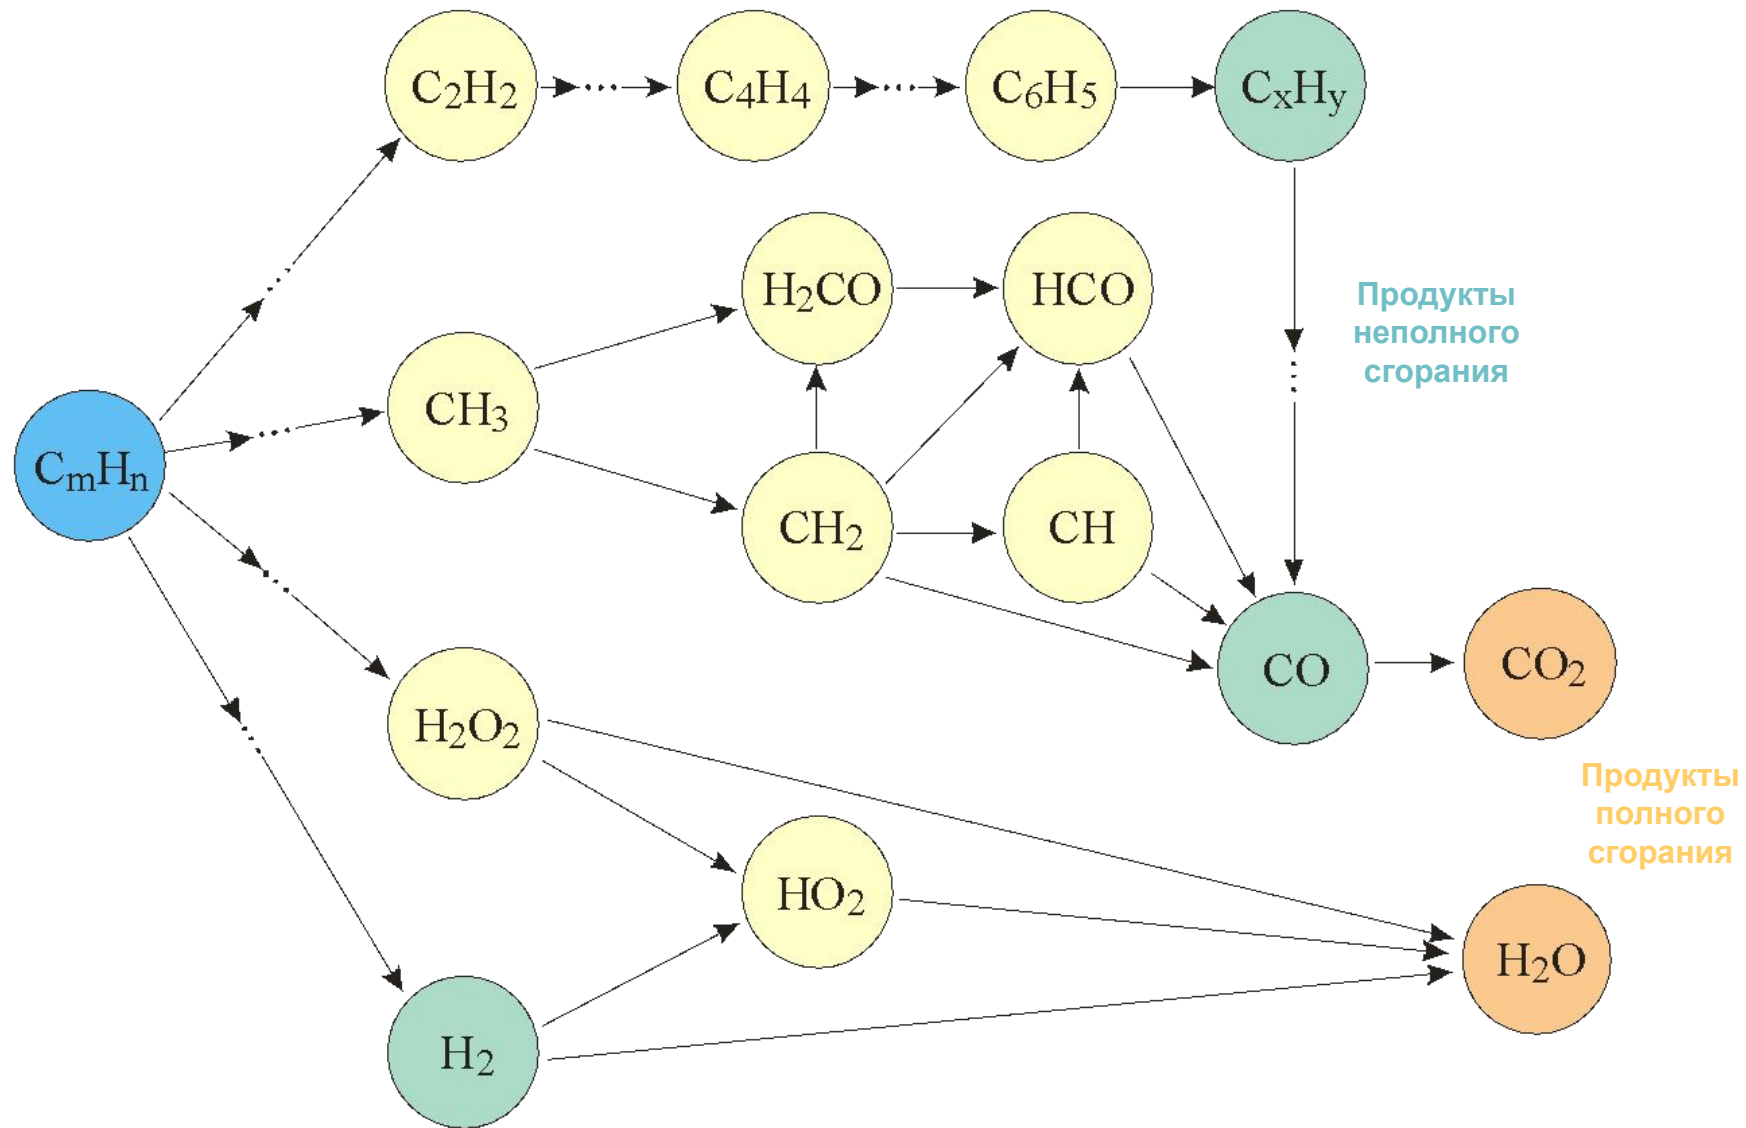 C₂H₂
C₄H₄
C₆H₅
CₓHᵧ
H₂CO
HCO
Продукты
неполного
сгорания
CH₃
CₘHₙ
CH₂
CH
CO
CO₂
H₂O₂
Продукты
полного
сгорания
HO₂
H₂O
H₂